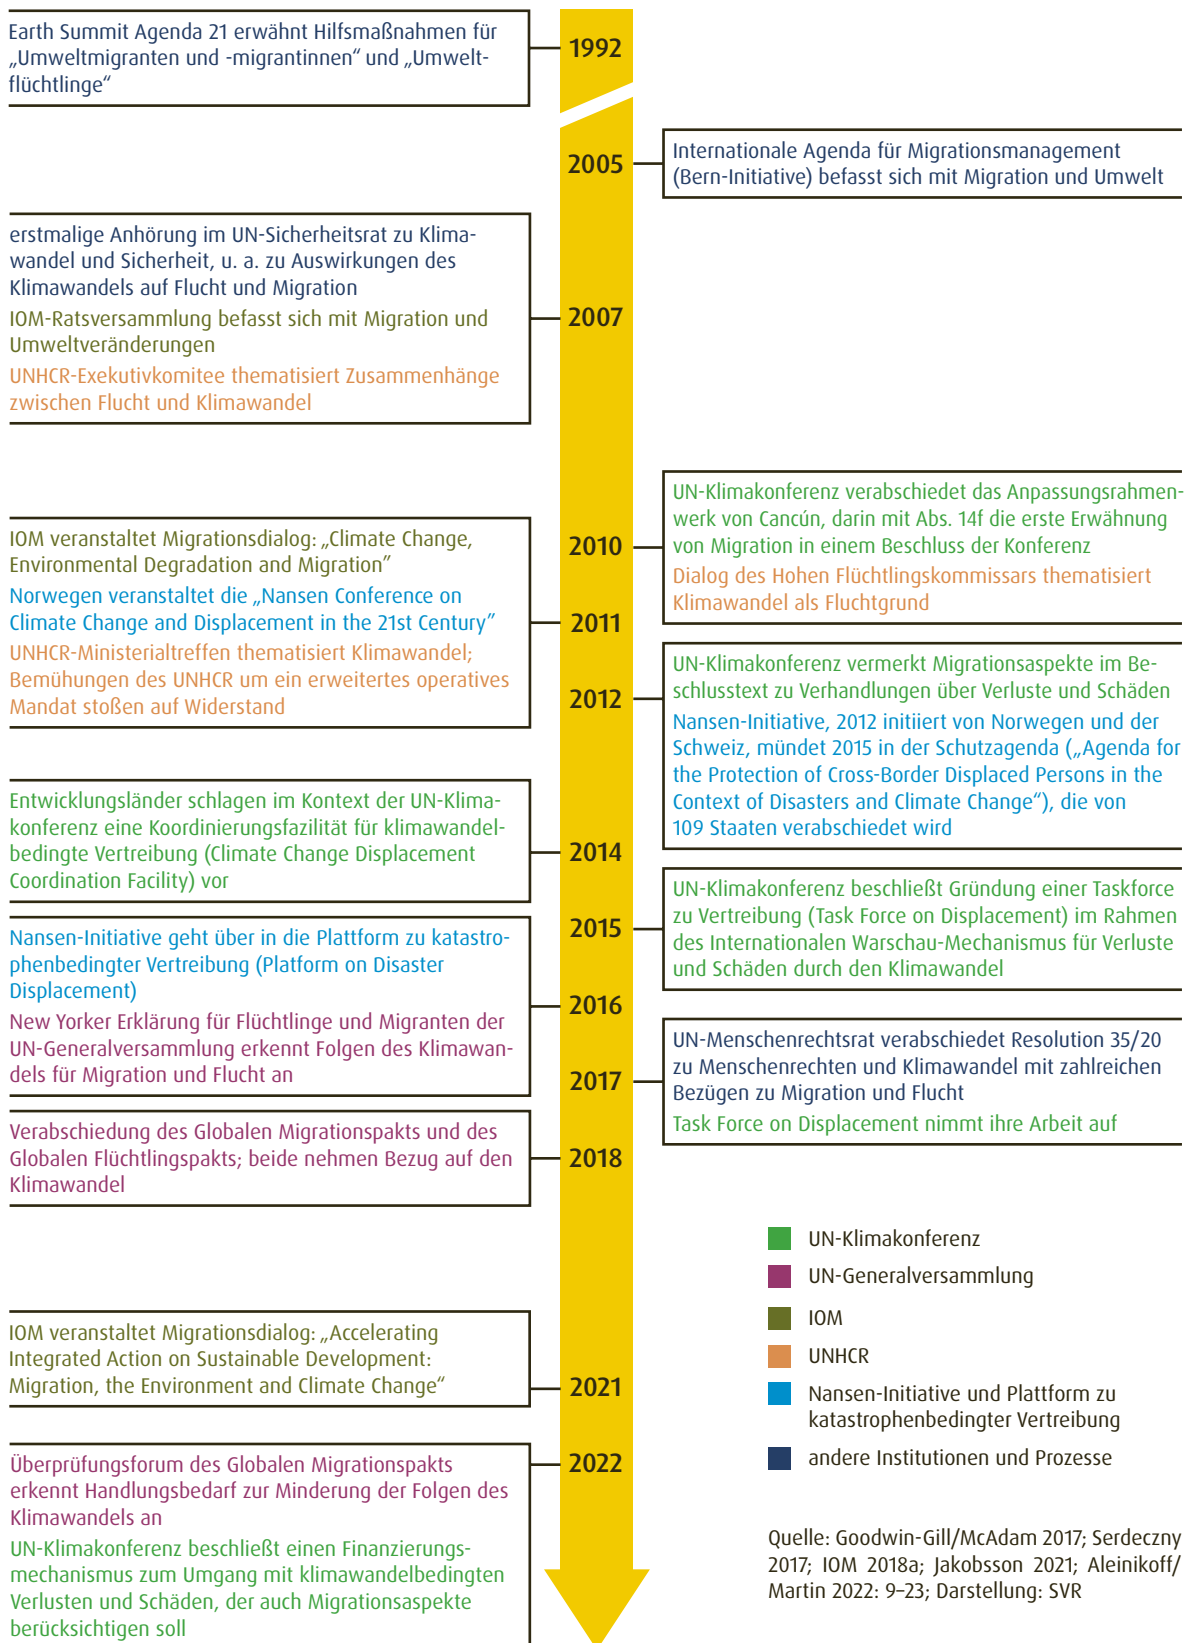 Earth Summit Agenda 21 erwähnt Hilfsmaßnahmen für
„Umweltmigranten und -migrantinnen“ und „Umwelt-
flüchtlinge“
1992
2005
Internationale Agenda für Migrationsmanagement
(Bern-Initiative) befasst sich mit Migration und Umwelt
erstmalige Anhörung im UN-Sicherheitsrat zu Klima-
wandel und Sicherheit, u. a. zu Auswirkungen des
Klimawandels auf Flucht und Migration
IOM-Ratsversammlung befasst sich mit Migration und
Umweltveränderungen
UNHCR-Exekutivkomitee thematisiert Zusammenhänge
zwischen Flucht und Klimawandel
2007
2010
UN-Klimakonferenz verabschiedet das Anpassungsrahmen-
werk von Cancún, darin mit Abs. 14f die erste Erwähnung
von Migration in einem Beschluss der Konferenz
Dialog des Hohen Flüchtlingskommissars thematisiert
Klimawandel als Fluchtgrund
IOM veranstaltet Migrationsdialog: „Climate Change,
Environmental Degradation and Migration”
Norwegen veranstaltet die „Nansen Conference on
Climate Change and Displacement in the 21st Century”
UNHCR-Ministerialtreffen thematisiert Klimawandel;
Bemühungen des UNHCR um ein erweitertes operatives
Mandat stoßen auf Widerstand
2011
2012
UN-Klimakonferenz vermerkt Migrationsaspekte im Be-
schlusstext zu Verhandlungen über Verluste und Schäden
Nansen-Initiative, 2012 initiiert von Norwegen und der
Schweiz, mündet 2015 in der Schutzagenda („Agenda for
the Protection of Cross-Border Displaced Persons in the
Context of Disasters and Climate Change“), die von
109 Staaten verabschiedet wird
Entwicklungsländer schlagen im Kontext der UN-Klima-
konferenz eine Koordinierungsfazilität für klimawandel-
bedingte Vertreibung (Climate Change Displacement
Coordination Facility) vor
2014
2015
UN-Klimakonferenz beschließt Gründung einer Taskforce
zu Vertreibung (Task Force on Displacement) im Rahmen
des Internationalen Warschau-Mechanismus für Verluste
und Schäden durch den Klimawandel
Nansen-Initiative geht über in die Plattform zu katastro-
phenbedingter Vertreibung (Platform on Disaster
Displacement)
New Yorker Erklärung für Flüchtlinge und Migranten der
UN-Generalversammlung erkennt Folgen des Klimawan-
dels für Migration und Flucht an
2016
2017
UN-Menschenrechtsrat verabschiedet Resolution 35/20
zu Menschenrechten und Klimawandel mit zahlreichen
Bezügen zu Migration und Flucht
Task Force on Displacement nimmt ihre Arbeit auf
Verabschiedung des Globalen Migrationspakts und des
Globalen Flüchtlingspakts; beide nehmen Bezug auf den
Klimawandel
2018
IOM veranstaltet Migrationsdialog: „Accelerating
Integrated Action on Sustainable Development:
Migration, the Environment and Climate Change“
2021
Überprüfungsforum des Globalen Migrationspakts
erkennt Handlungsbedarf zur Minderung der Folgen des
Klimawandels an
UN-Klimakonferenz beschließt einen Finanzierungs-
mechanismus zum Umgang mit klimawandelbedingten
Verlusten und Schäden, der auch Migrationsaspekte
berücksichtigen soll
2022
UN-Klimakonferenz
UN-Generalversammlung
IOM
UNHCR
Nansen-Initiative und Plattform zu
katastrophenbedingter Vertreibung
andere Institutionen und Prozesse
Quelle: Goodwin-Gill/McAdam 2017; Serdeczny
2017; IOM 2018a; Jakobsson 2021; Aleinikoff/
Martin 2022: 9–23; Darstellung: SVR